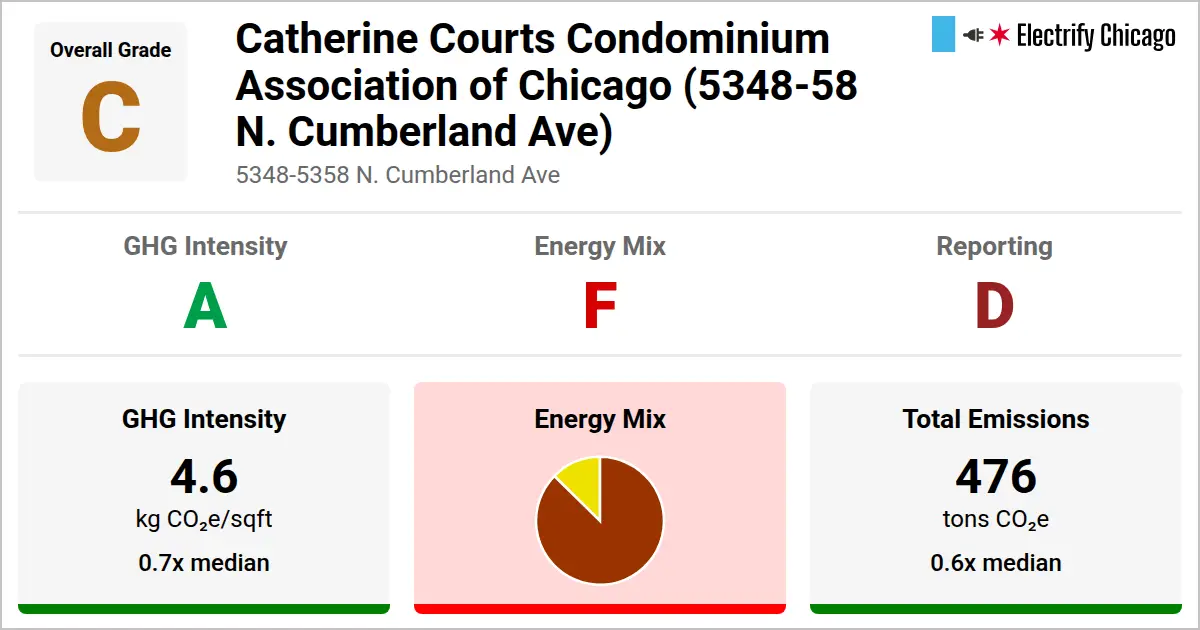 Overall Grade
C
Catherine Courts Condominium
Association of Chicago (5348-58
N. Cumberland Ave)
5348-5358 N. Cumberland Ave
Electrify Chicago
GHG Intensity
A
Energy Mix
F
Reporting
D
GHG Intensity
4.6
kg CO₂e/sqft
0.7x median
Energy Mix
Total Emissions
476
tons CO₂e
0.6x median